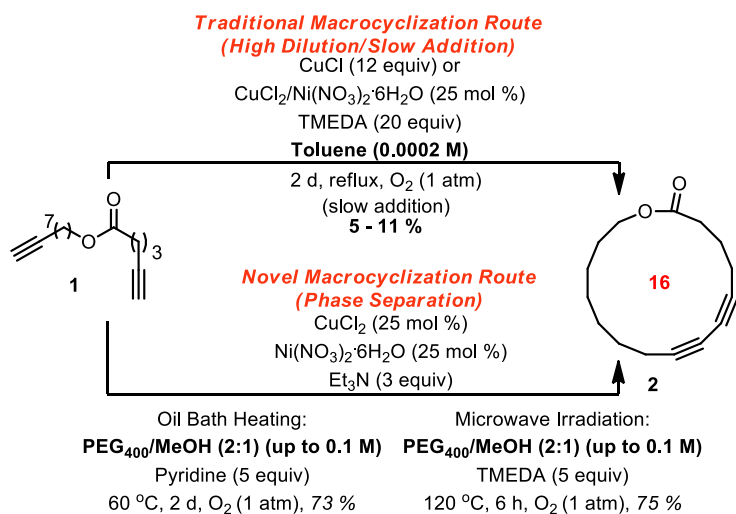 Traditional Macrocyclization Route
(High Dilution/Slow Addition)
CuCl (12 equiv) or
CuCl₂/Ni(NO₃)₂·6H₂O (25 mol %)
TMEDA (20 equiv)
Toluene (0.0002 M)
2 d, reflux, O₂ (1 atm)
(slow addition)
5 - 11 %
7
O
O
3
1
Novel Macrocyclization Route
(Phase Separation)
CuCl₂ (25 mol %)
Ni(NO₃)₂·6H₂O (25 mol %)
Et₃N (3 equiv)
O
O
16
2
Oil Bath Heating:
PEG₄₀₀/MeOH (2:1) (up to 0.1 M)
Pyridine (5 equiv)
60 °C, 2 d, O₂ (1 atm), 73 %
Microwave Irradiation:
PEG₄₀₀/MeOH (2:1) (up to 0.1 M)
TMEDA (5 equiv)
120 °C, 6 h, O₂ (1 atm), 75 %